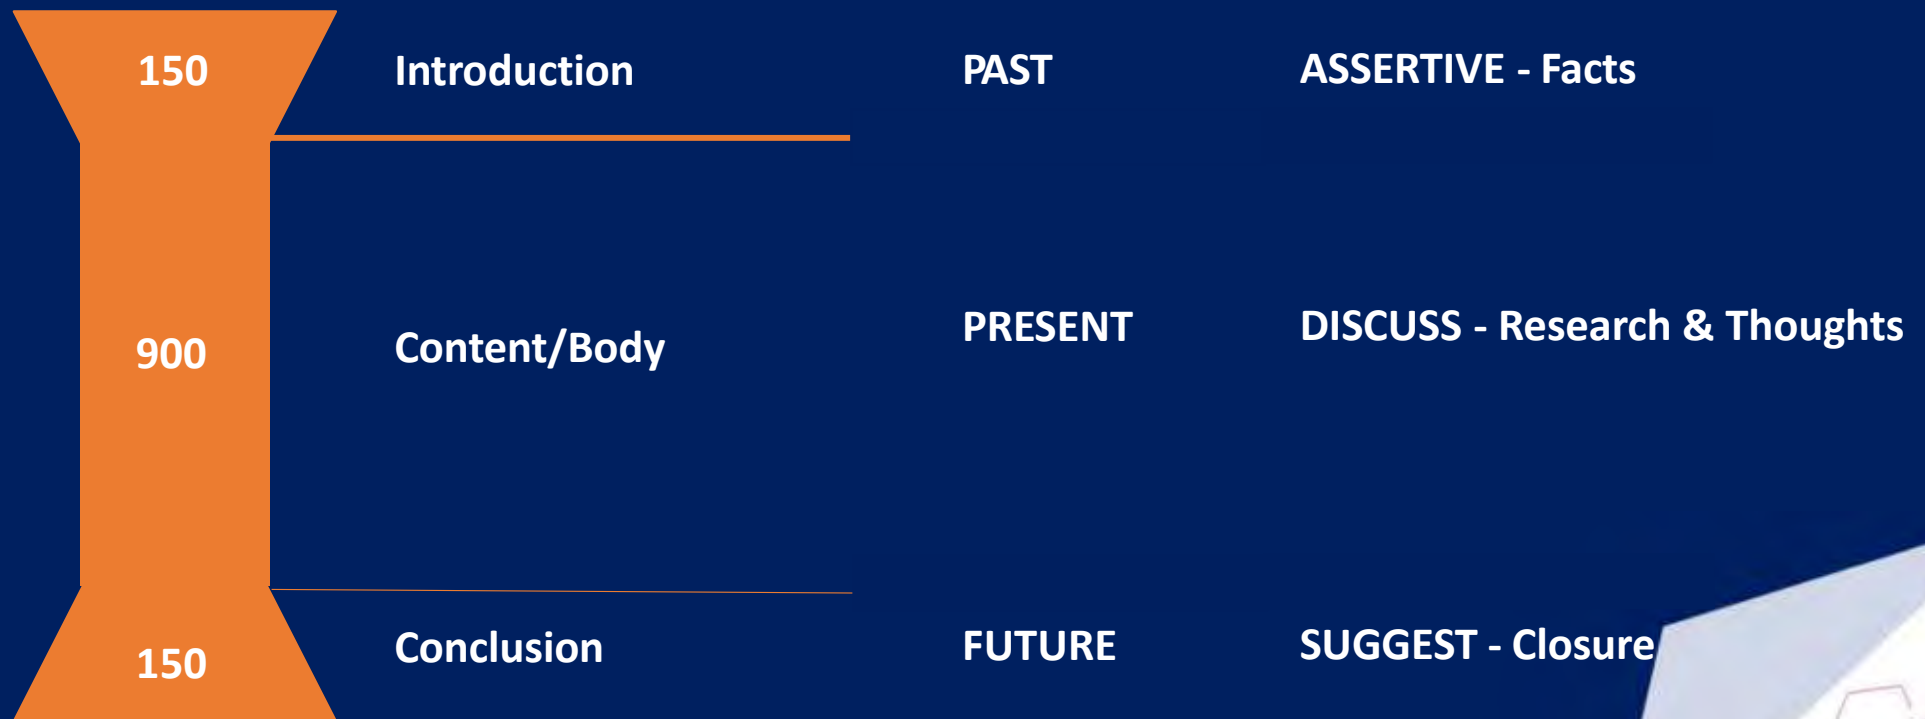 150 Introduction PAST ASSERTIVE - Facts
900 Content/Body PRESENT DISCUSS - Research & Thoughts
150 Conclusion FUTURE SUGGEST - Closure